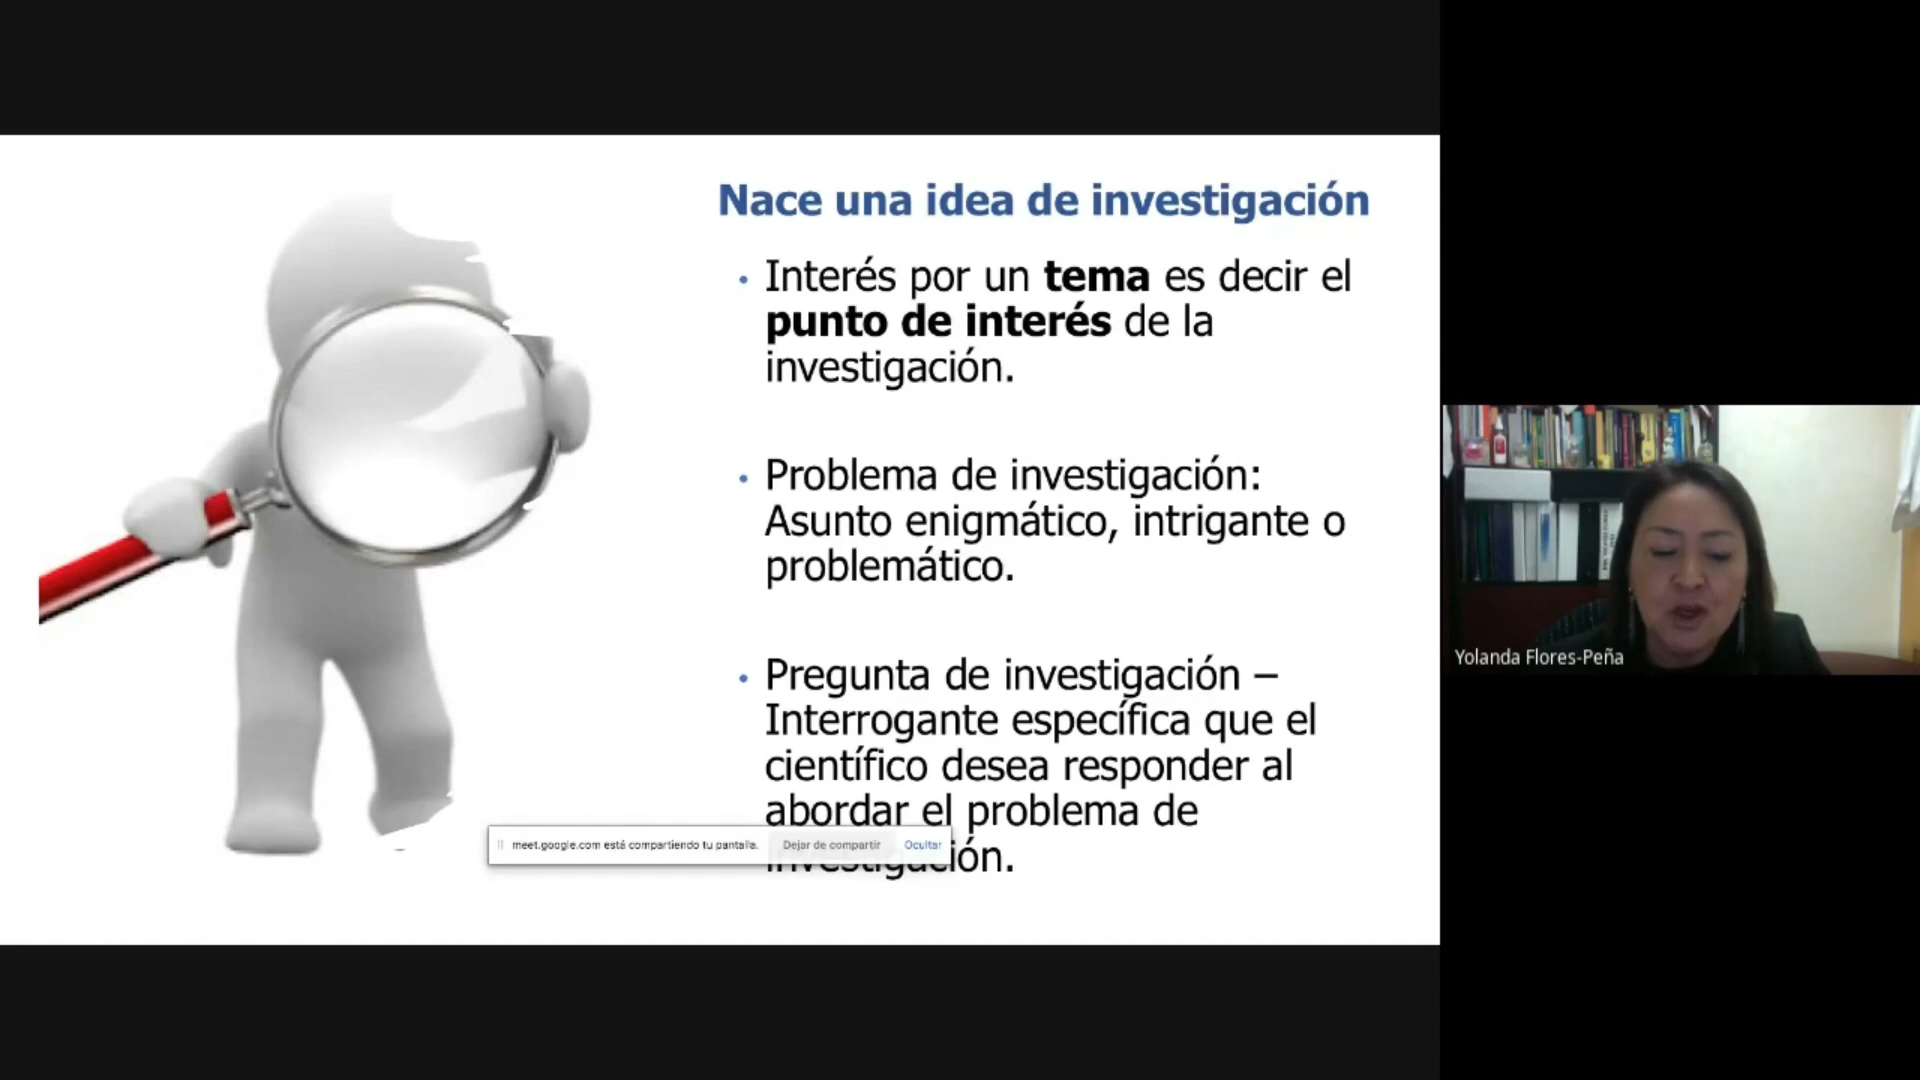 Nace una idea de investigación
• Interés por un tema es decir el
punto de interés de la
investigación.
• Problema de investigación:
Asunto enigmático, intrigante o
problemático.
• Pregunta de investigación –
Interrogante específica que el
científico desea responder al
abordar el problema de
investigación.
meet.google.com está compartiendo tu pantalla. Dejar de compartir Ocultar
Yolanda Flores-Peña